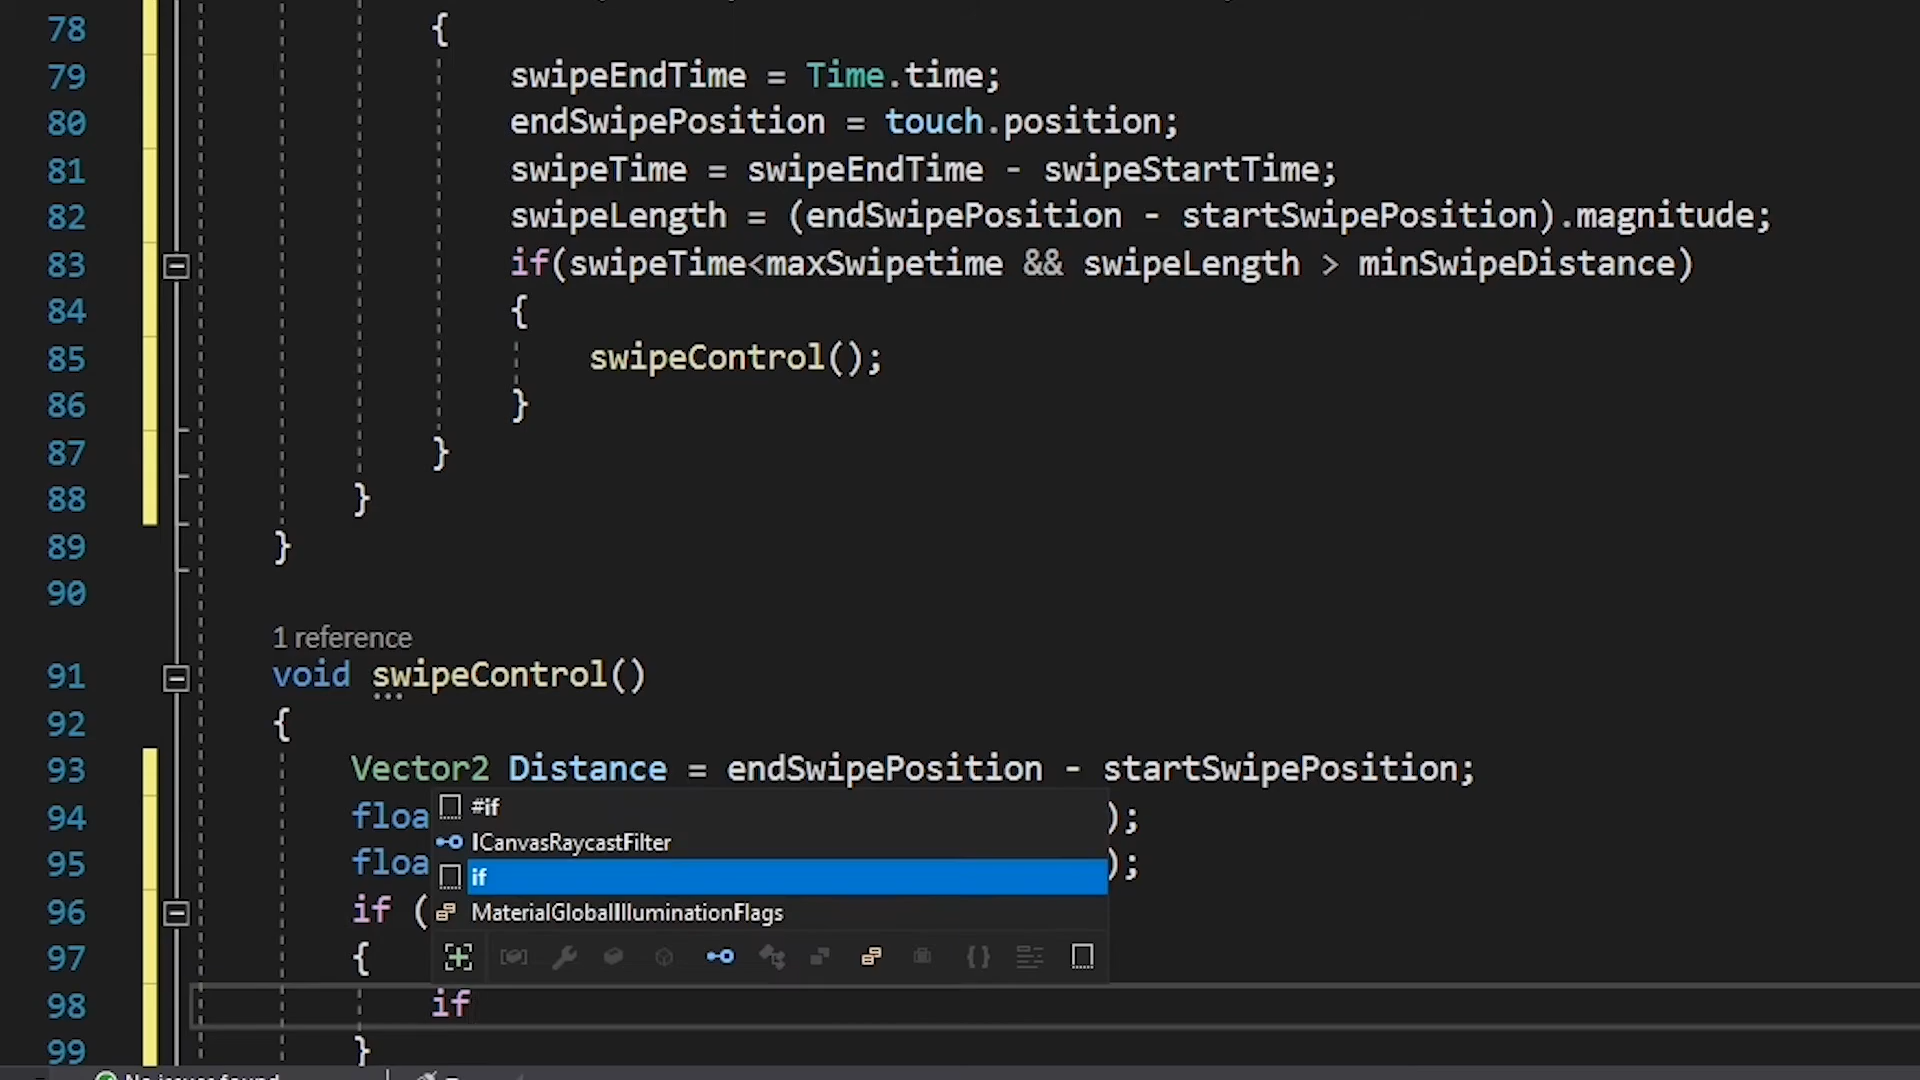 78 {
79 swipeEndTime = Time.time;
80 endSwipePosition = touch.position;
81 swipeTime = swipeEndTime - swipeStartTime;
82 swipeLength = (endSwipePosition - startSwipePosition).magnitude;
83 if(swipeTime<maxSwipetime && swipeLength > minSwipeDistance)
84 {
85 swipeControl();
86 }
87 }
88 }
89 }
90
1 reference
91 void swipeControl()
92 {
93 Vector2 Distance = endSwipePosition - startSwipePosition;
94 floa );
#if
ICanvasRaycastFilter
95 floa );
if
96 if (
MaterialGlobalIlluminationFlags
97 {
98 if
99 }
No issues found